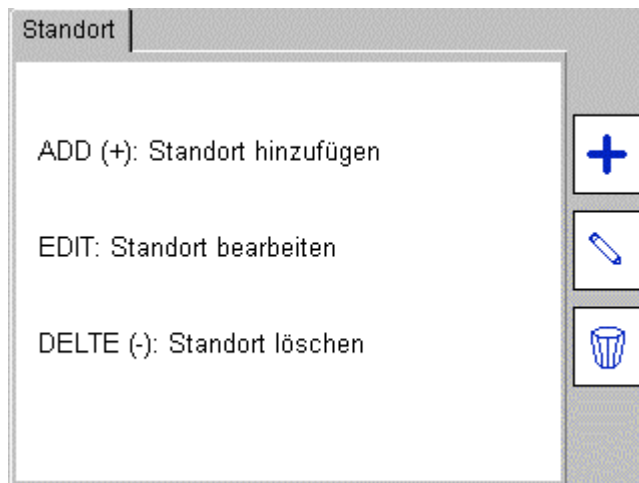 Standort
ADD (+): Standort hinzufügen
EDIT: Standort bearbeiten
DELTE (-): Standort löschen